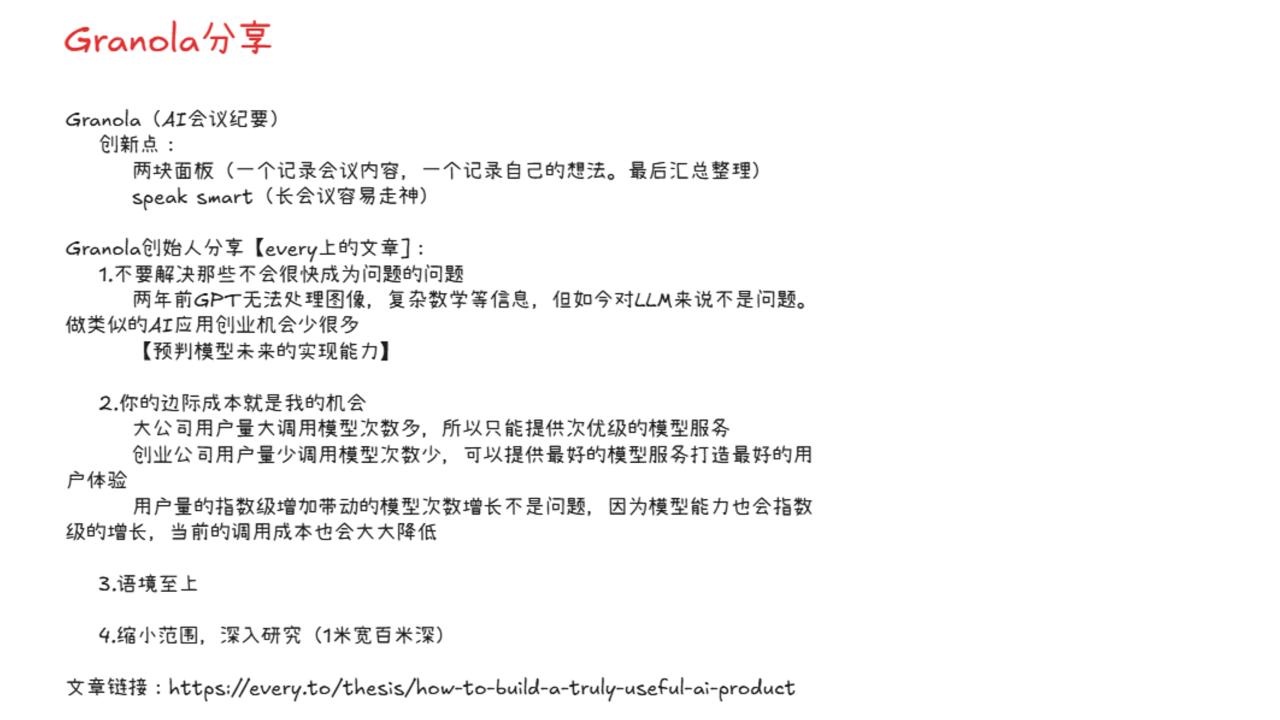 Granola分享
Granola（AI会议纪要）
创新点：
两块面板（一个记录会议内容，一个记录自己的想法。最后汇总整理）
speak smart（长会议容易走神）
Granola创始人分享【every上的文章]：
1.不要解决那些不会很快成为问题的问题
两年前GPT无法处理图像，复杂数学等信息，但如今对LLM来说不是问题。
做类似的AI应用创业机会少很多
【预判模型未来的实现能力】
2.你的边际成本就是我的机会
大公司用户量大调用模型次数多，所以只能提供次优级的模型服务
创业公司用户量少调用模型次数少，可以提供最好的模型服务打造最好的用
户体验
用户量的指数级增加带动的模型次数增长不是问题，因为模型能力也会指数
级的增长，当前的调用成本也会大大降低
3.语境至上
4.缩小范围，深入研究（1米宽百米深）
文章链接：https://every.to/thesis/how-to-build-a-truly-useful-ai-product